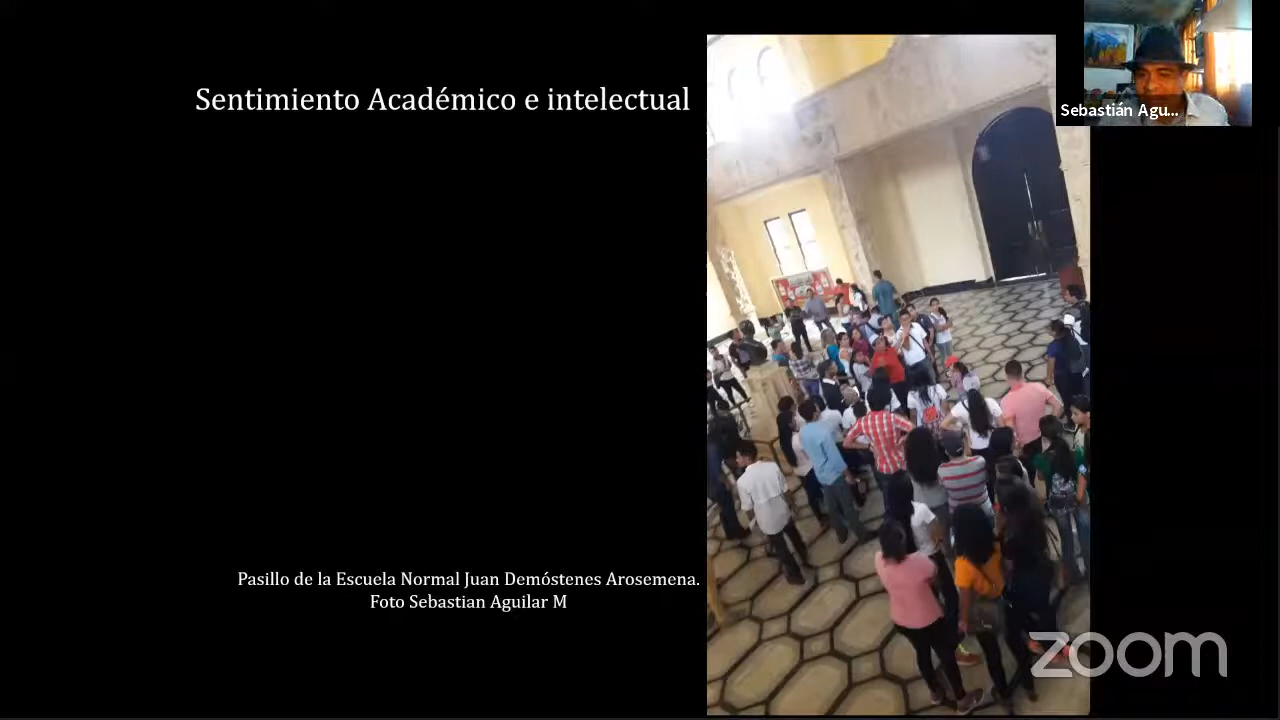 Sentimiento Académico e intelectual
Sebastián Agu...
Pasillo de la Escuela Normal Juan Demóstenes Arosemena.
Foto Sebastian Aguilar M
zoom